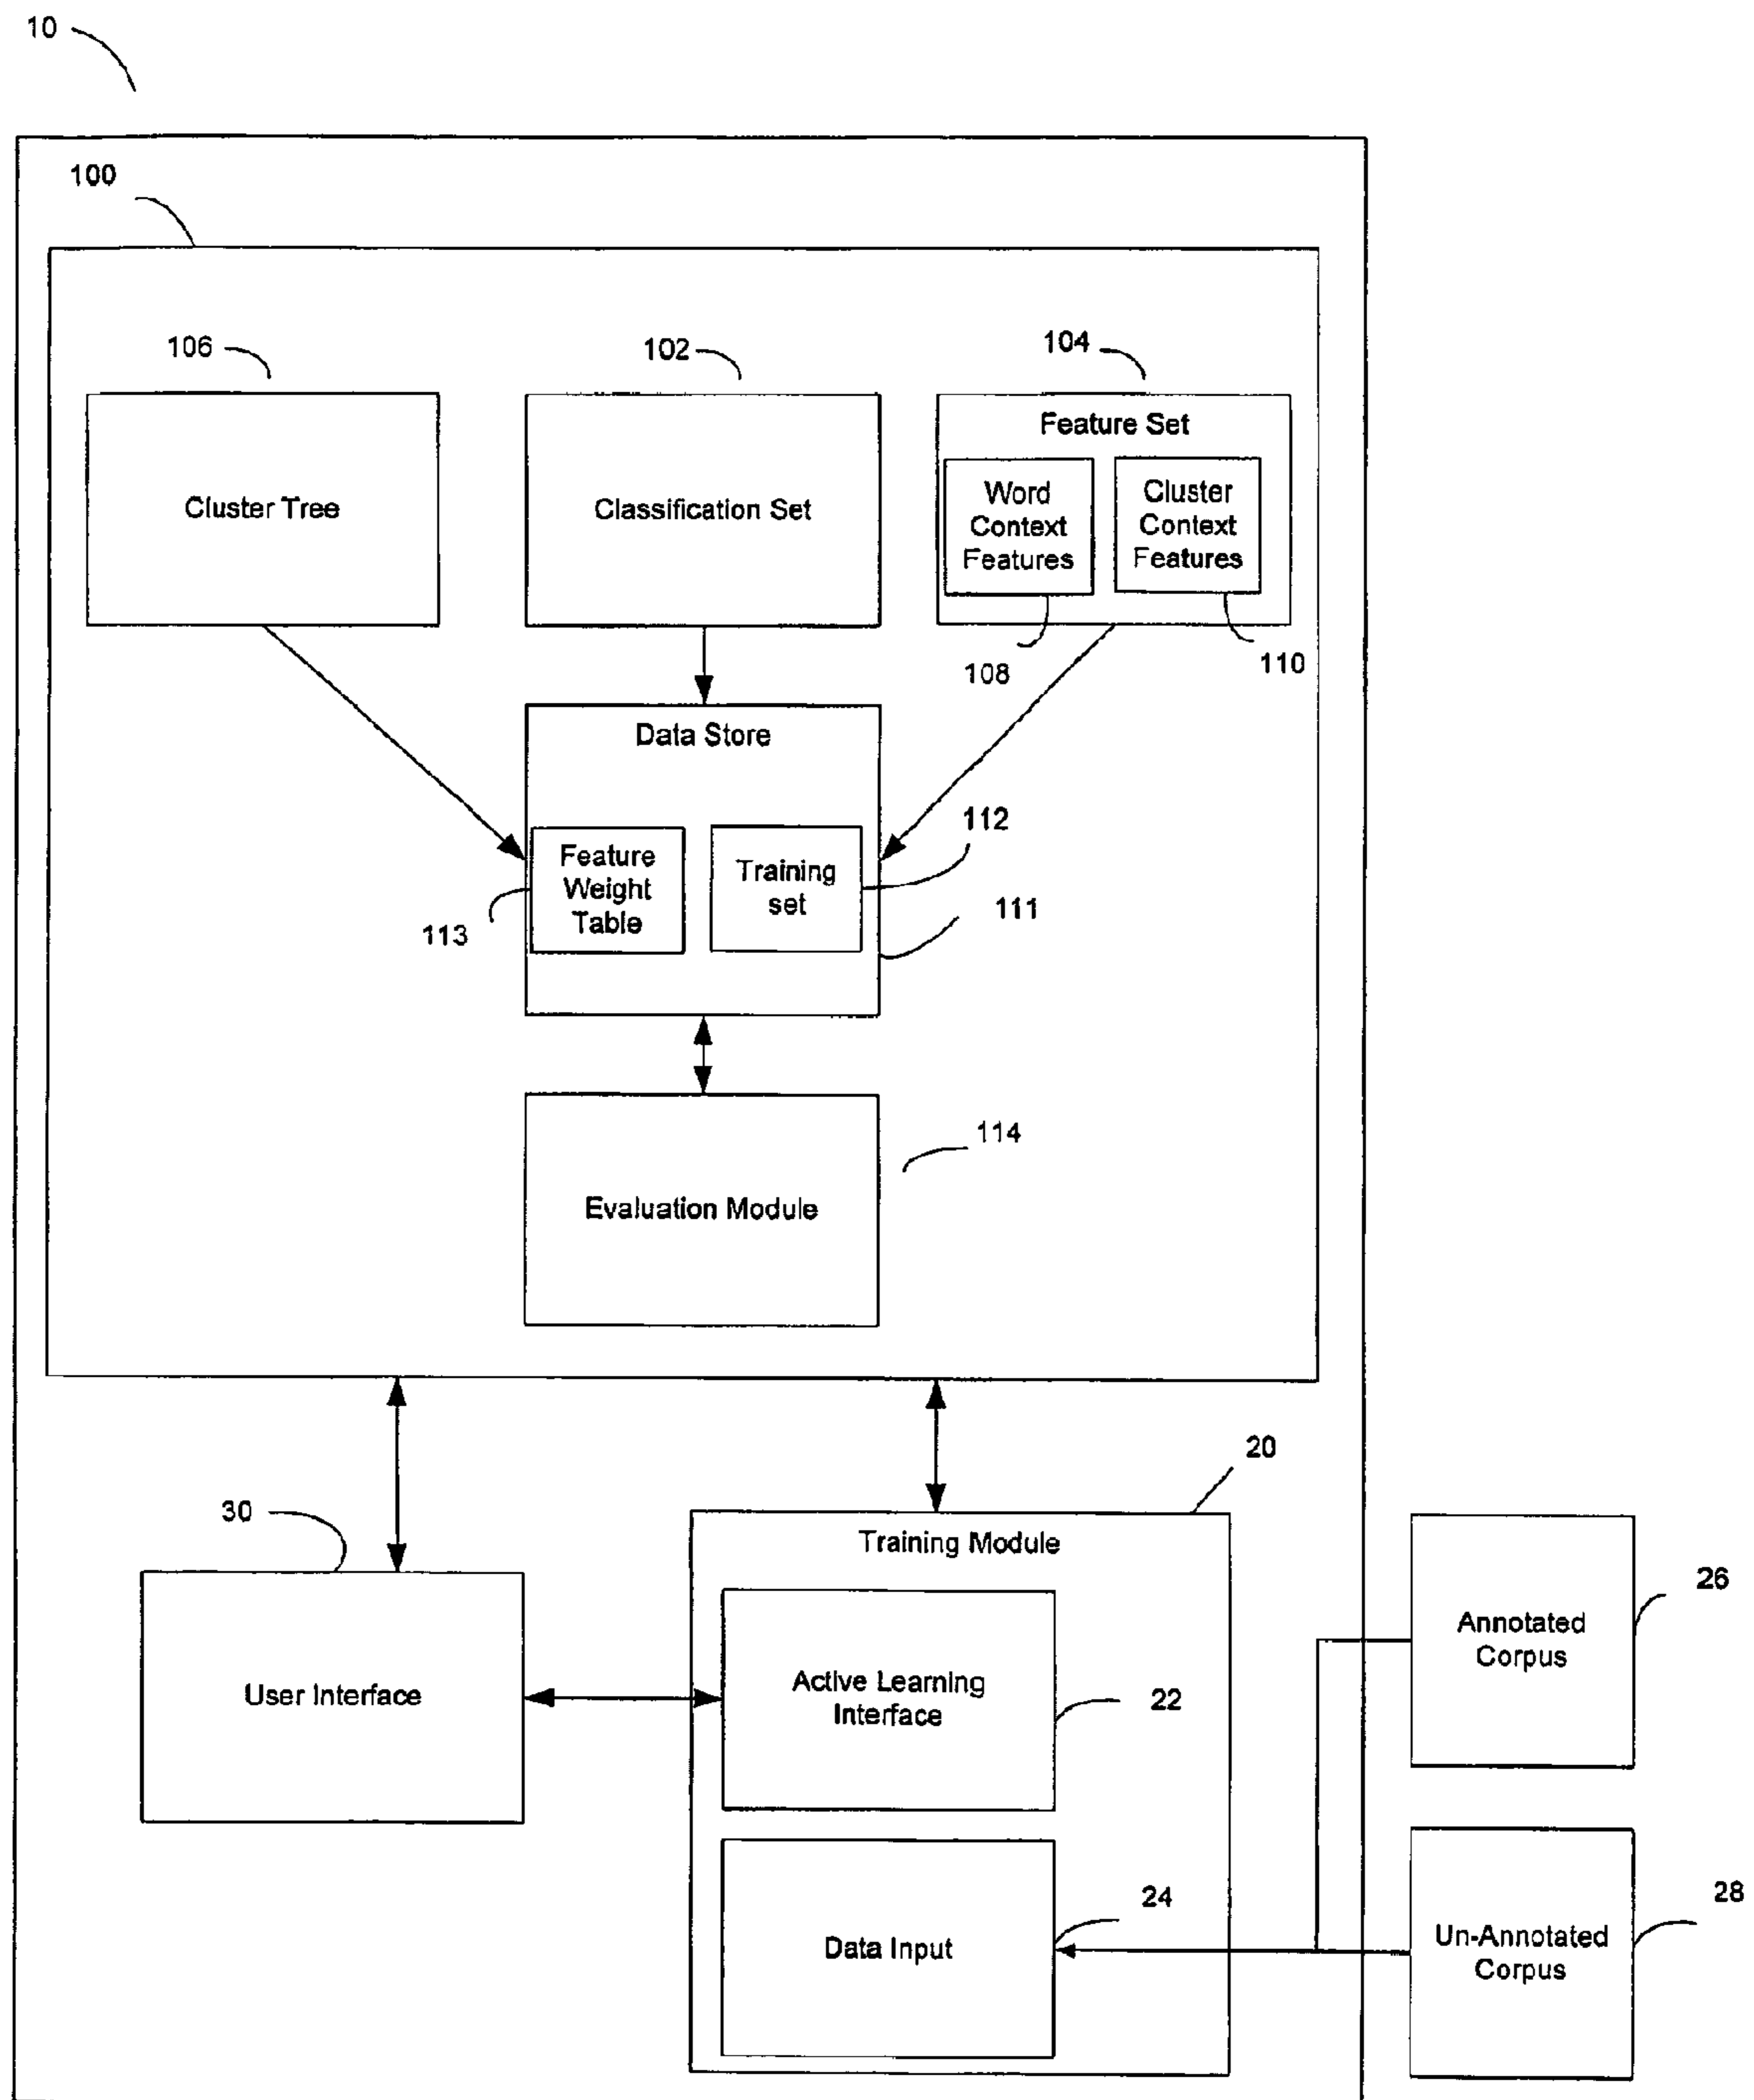 10
100
106
102
104
Cluster Tree
Classification Set
Feature Set
Word
Context
Features
Cluster
Context
Features
108
110
Data Store
Feature
Weight
Table
Training
set
112
111
113
Evaluation Module
114
20
30
Training Module
User Interface
Active Learning
Interface
22
Annotated
Corpus
26
Data Input
24
Un-Annotated
Corpus
28